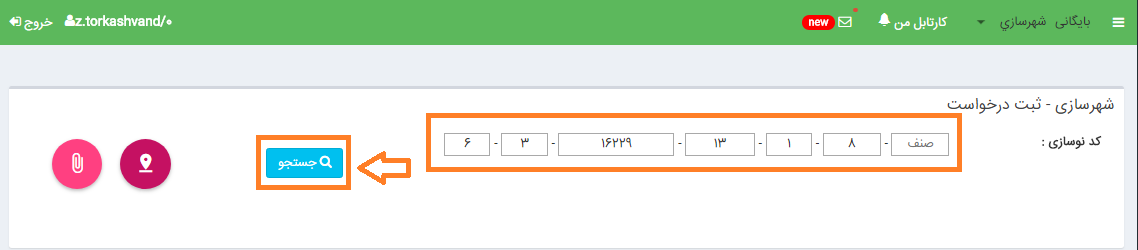 بایگانی شهرسازي کارتابل من new z.torkashvand/۰ خروج
شهرسازی - ثبت درخواست
کد نوسازی : صنف - ۸ - ۱ - ۱۳ - ۱۶۲۲۹ - ۳ - ۶ جستجو